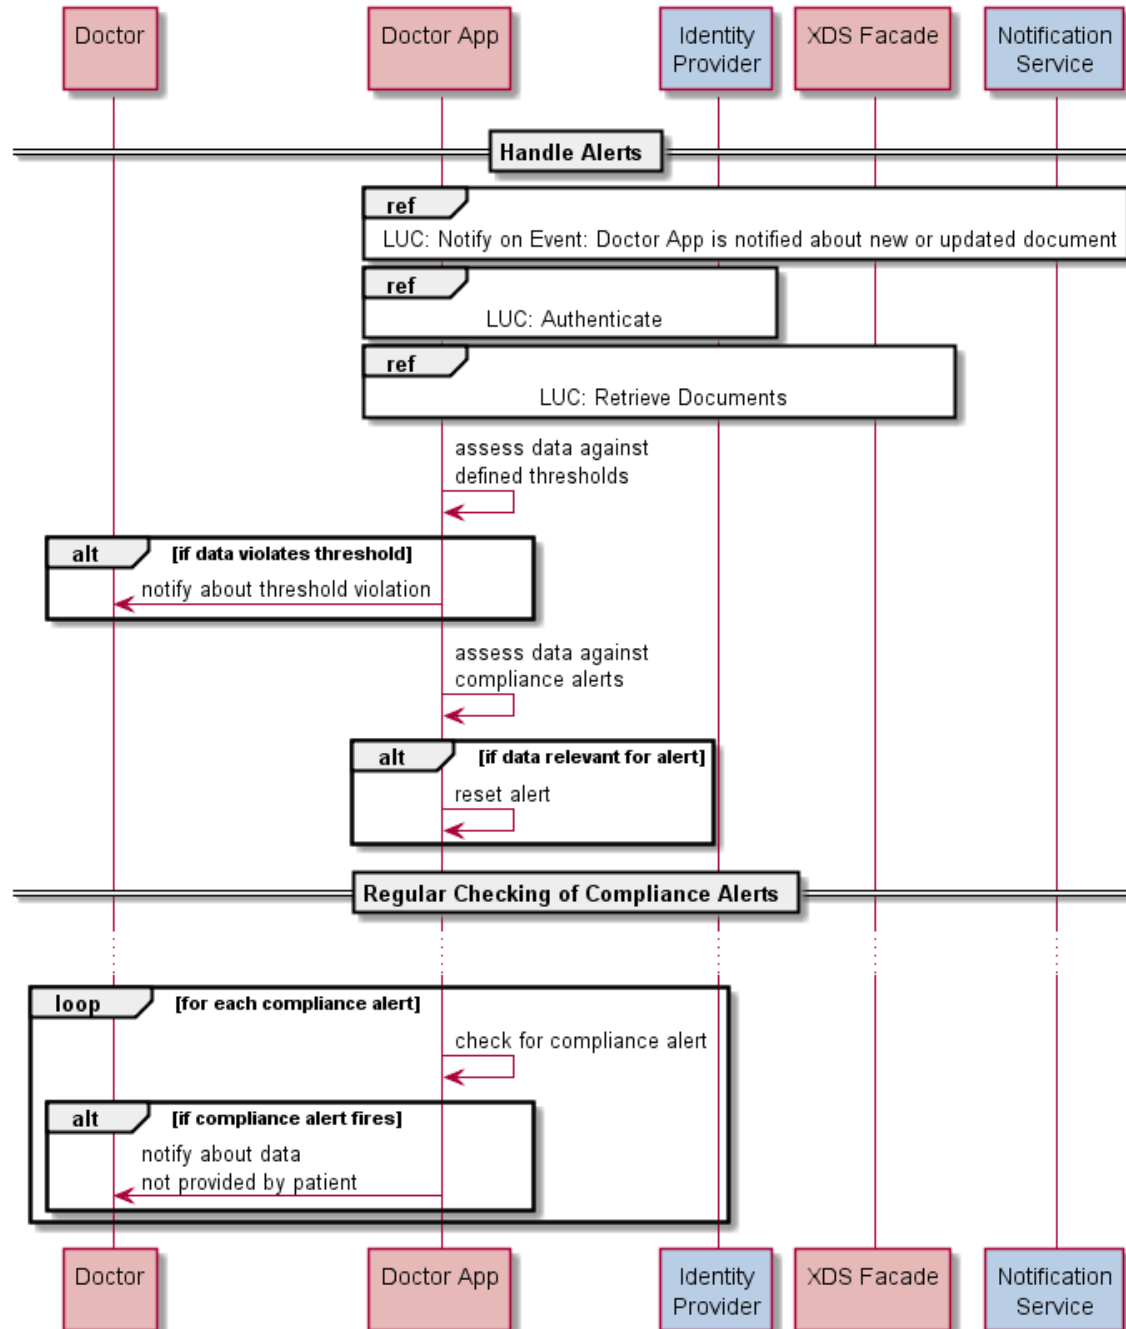 Doctor
Doctor App
Identity
Provider
XDS Facade
Notification
Service
Handle Alerts
ref
LUC: Notify on Event: Doctor App is notified about new or updated document
ref
LUC: Authenticate
ref
LUC: Retrieve Documents
assess data against
defined thresholds
alt
[if data violates threshold]
notify about threshold violation
assess data against
compliance alerts
alt
[if data relevant for alert]
reset alert
Regular Checking of Compliance Alerts
loop
[for each compliance alert]
check for compliance alert
alt
[if compliance alert fires]
notify about data
not provided by patient
Doctor
Doctor App
Identity
Provider
XDS Facade
Notification
Service